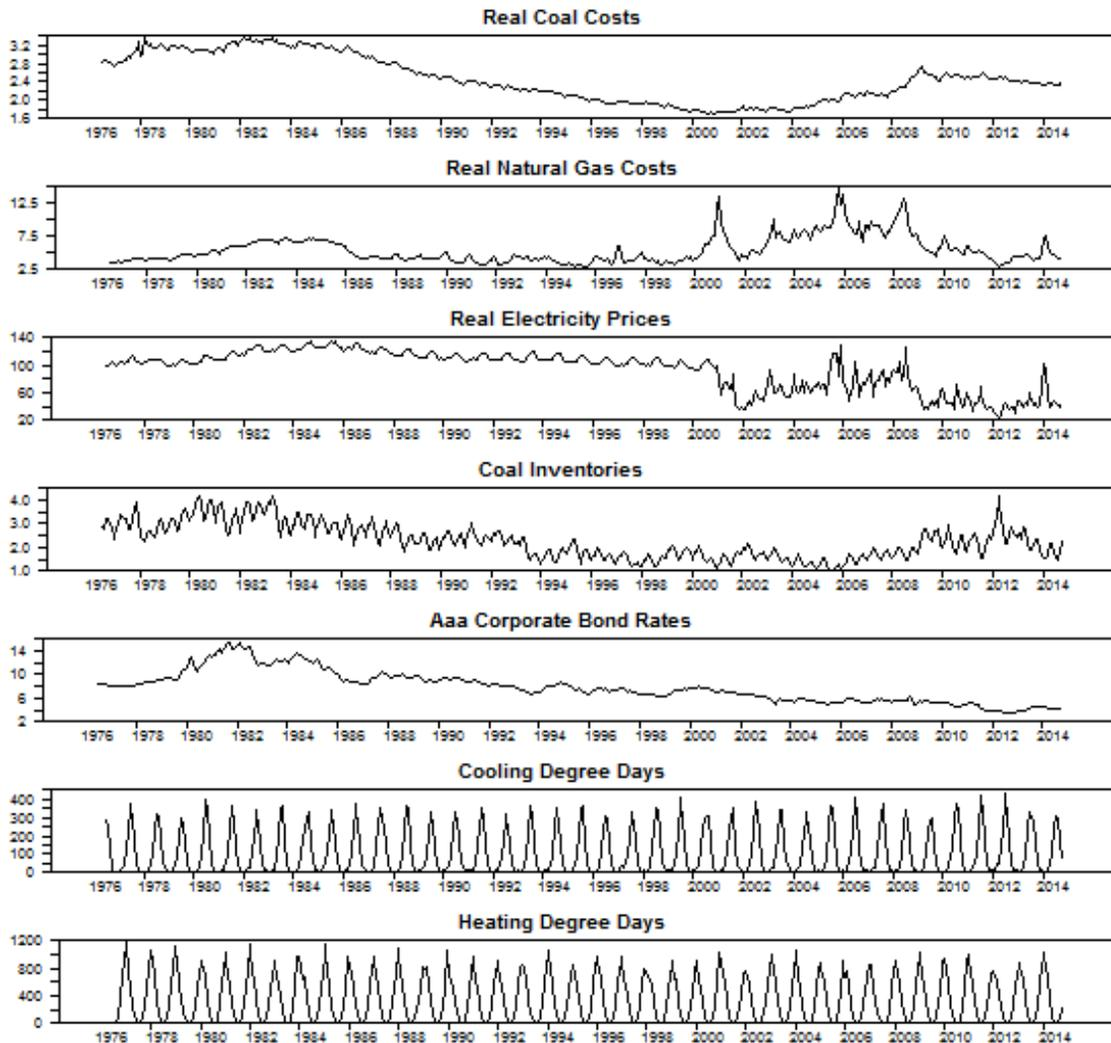 Real Coal Costs
3.2
2.8
2.4
2.0
1.6
1976 1978 1980 1982 1984 1986 1988 1990 1992 1994 1996 1998 2000 2002 2004 2006 2008 2010 2012 2014
Real Natural Gas Costs
12.5
7.5
2.5
1976 1978 1980 1982 1984 1986 1988 1990 1992 1994 1996 1998 2000 2002 2004 2006 2008 2010 2012 2014
Real Electricity Prices
140
100
60
20
1976 1978 1980 1982 1984 1986 1988 1990 1992 1994 1996 1998 2000 2002 2004 2006 2008 2010 2012 2014
Coal Inventories
4.0
3.0
2.0
1.0
1976 1978 1980 1982 1984 1986 1988 1990 1992 1994 1996 1998 2000 2002 2004 2006 2008 2010 2012 2014
Aaa Corporate Bond Rates
14
10
6
2
1976 1978 1980 1982 1984 1986 1988 1990 1992 1994 1996 1998 2000 2002 2004 2006 2008 2010 2012 2014
Cooling Degree Days
400
300
200
100
0
1976 1978 1980 1982 1984 1986 1988 1990 1992 1994 1996 1998 2000 2002 2004 2006 2008 2010 2012 2014
Heating Degree Days
1200
800
400
0
1976 1978 1980 1982 1984 1986 1988 1990 1992 1994 1996 1998 2000 2002 2004 2006 2008 2010 2012 2014